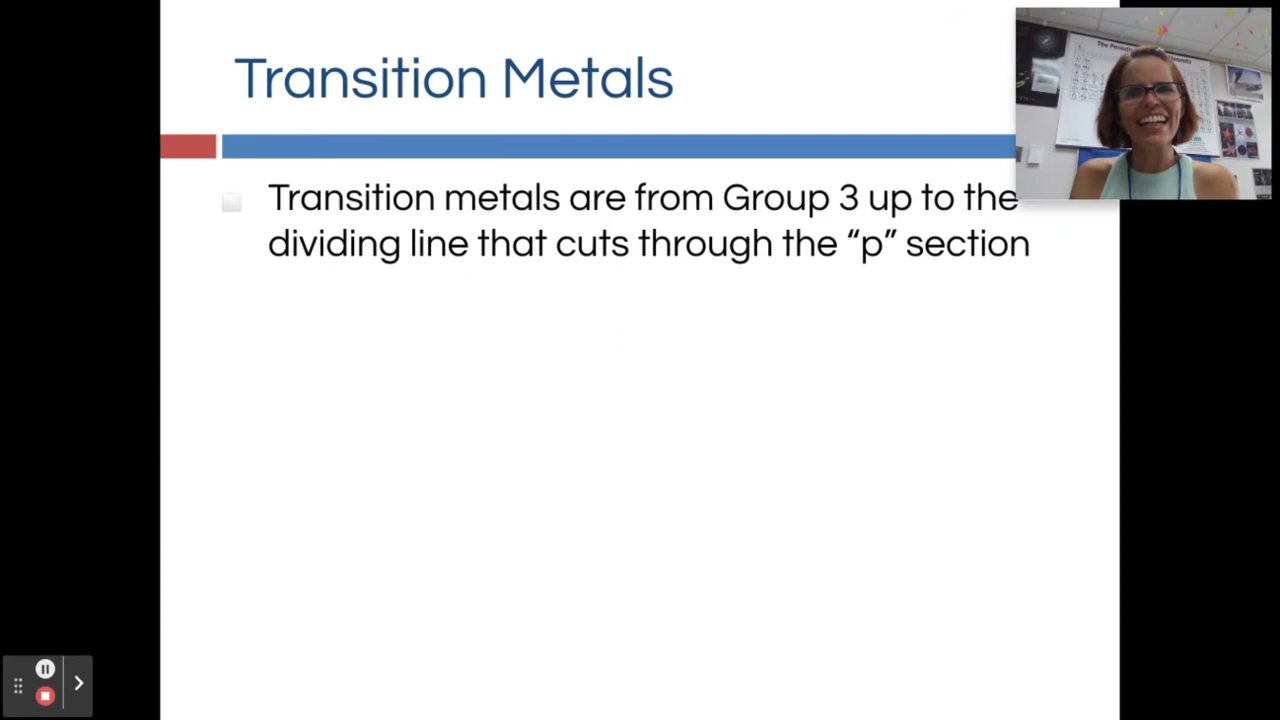 Transition Metals
Transition metals are from Group 3 up to the
dividing line that cuts through the “p” section